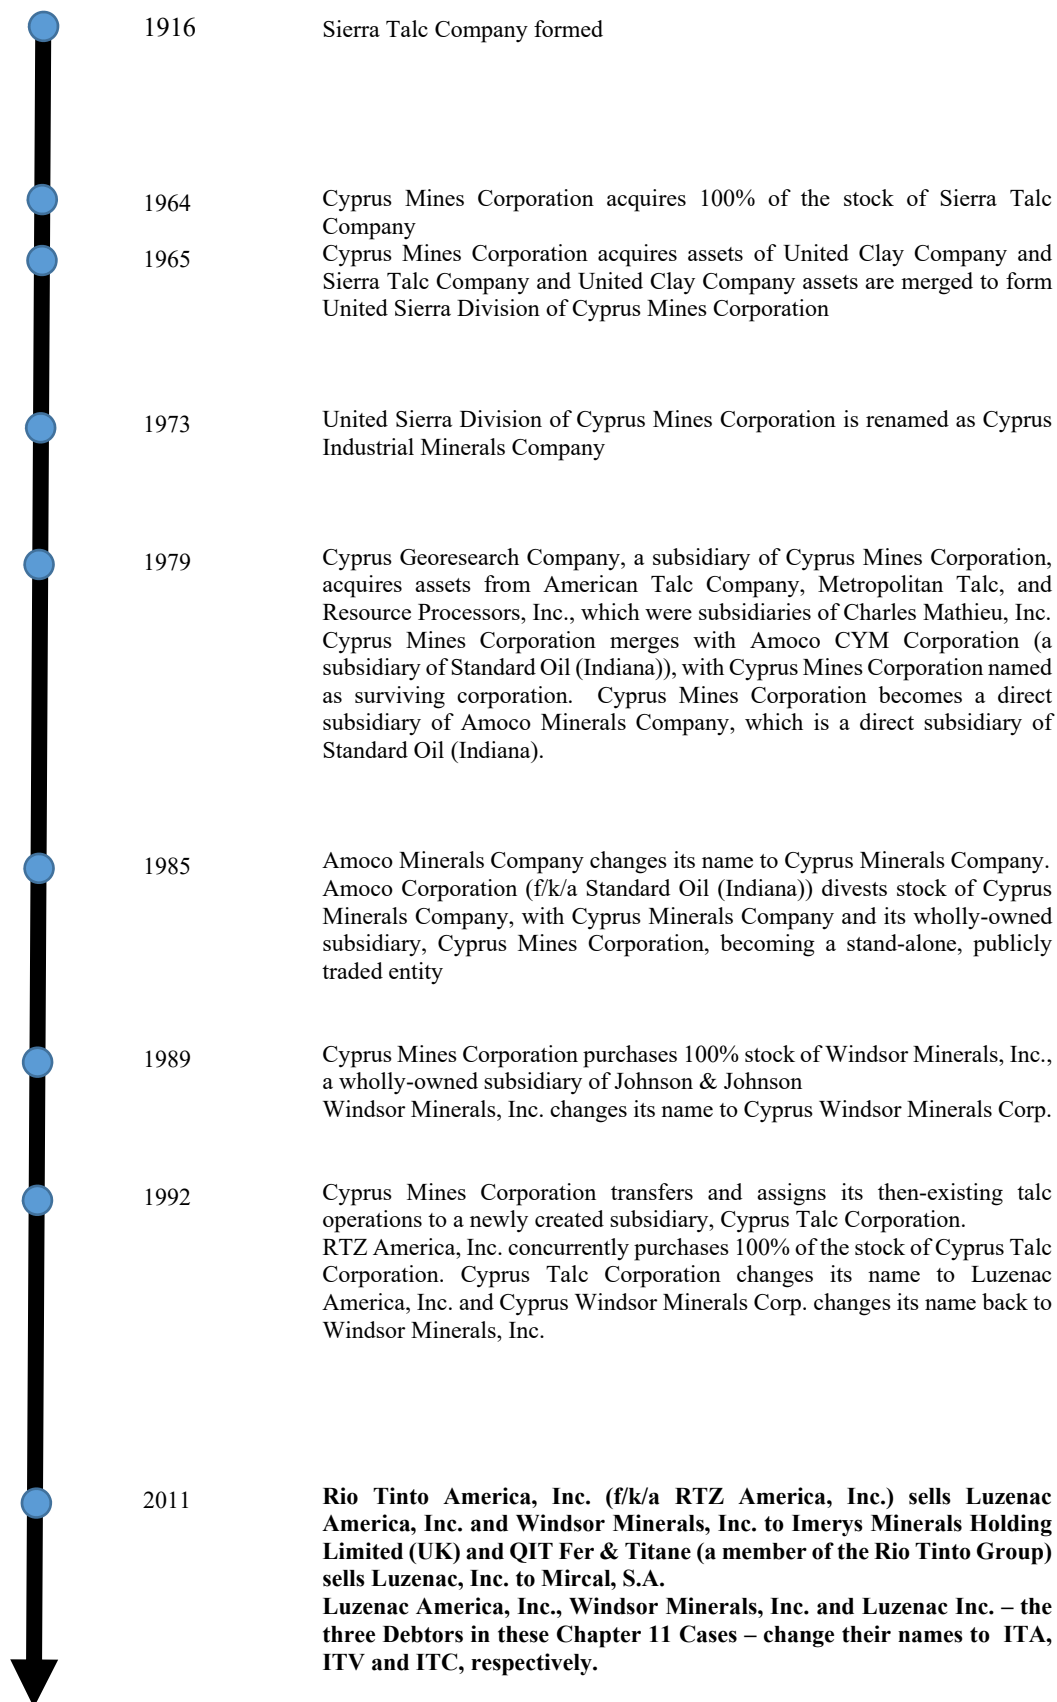 1916
Sierra Talc Company formed
1964
Cyprus Mines Corporation acquires 100% of the stock of Sierra Talc
Company
1965
Cyprus Mines Corporation acquires assets of United Clay Company and
Sierra Talc Company and United Clay Company assets are merged to form
United Sierra Division of Cyprus Mines Corporation
1973
United Sierra Division of Cyprus Mines Corporation is renamed as Cyprus
Industrial Minerals Company
1979
Cyprus Georesearch Company, a subsidiary of Cyprus Mines Corporation,
acquires assets from American Talc Company, Metropolitan Talc, and
Resource Processors, Inc., which were subsidiaries of Charles Mathieu, Inc.
Cyprus Mines Corporation merges with Amoco CYM Corporation (a
subsidiary of Standard Oil (Indiana)), with Cyprus Mines Corporation named
as surviving corporation. Cyprus Mines Corporation becomes a direct
subsidiary of Amoco Minerals Company, which is a direct subsidiary of
Standard Oil (Indiana).
1985
Amoco Minerals Company changes its name to Cyprus Minerals Company.
Amoco Corporation (f/k/a Standard Oil (Indiana)) divests stock of Cyprus
Minerals Company, with Cyprus Minerals Company and its wholly-owned
subsidiary, Cyprus Mines Corporation, becoming a stand-alone, publicly
traded entity
1989
Cyprus Mines Corporation purchases 100% stock of Windsor Minerals, Inc.,
a wholly-owned subsidiary of Johnson & Johnson
Windsor Minerals, Inc. changes its name to Cyprus Windsor Minerals Corp.
1992
Cyprus Mines Corporation transfers and assigns its then-existing talc
operations to a newly created subsidiary, Cyprus Talc Corporation.
RTZ America, Inc. concurrently purchases 100% of the stock of Cyprus Talc
Corporation. Cyprus Talc Corporation changes its name to Luzenac
America, Inc. and Cyprus Windsor Minerals Corp. changes its name back to
Windsor Minerals, Inc.
2011
Rio Tinto America, Inc. (f/k/a RTZ America, Inc.) sells Luzenac
America, Inc. and Windsor Minerals, Inc. to Imerys Minerals Holding
Limited (UK) and QIT Fer & Titane (a member of the Rio Tinto Group)
sells Luzenac, Inc. to Mircal, S.A.
Luzenac America, Inc., Windsor Minerals, Inc. and Luzenac Inc. – the
three Debtors in these Chapter 11 Cases – change their names to ITA,
ITV and ITC, respectively.